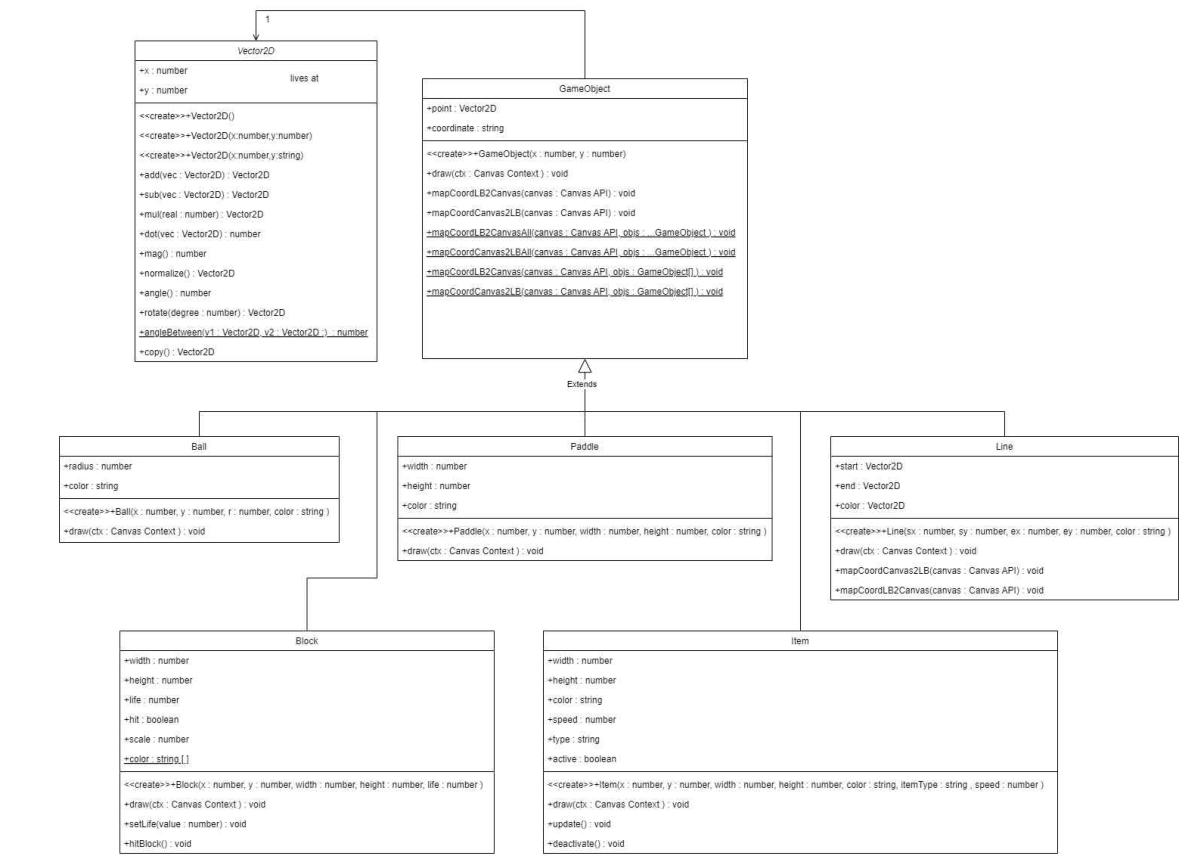 1
Vector2D
+x : number
lives at
+y : number
<<create>>+Vector2D()
<<create>>+Vector2D(x:number,y:number)
<<create>>+Vector2D(x:number,y:string)
+add(vec : Vector2D) : Vector2D
+sub(vec : Vector2D) : Vector2D
+mul(real : number) : Vector2D
+dot(vec : Vector2D) : number
+mag() : number
+normalize() : Vector2D
+angle() : number
+rotate(degree : number) : Vector2D
+angleBetween(v1 : Vector2D, v2 : Vector2D ;) : number
+copy() : Vector2D
GameObject
+point : Vector2D
+coordinate : string
<<create>>+GameObject(x : number, y : number)
+draw(ctx : Canvas Context ) : void
+mapCoordLB2Canvas(canvas : Canvas API) : void
+mapCoordCanvas2LB(canvas : Canvas API) : void
+mapCoordLB2CanvasAll(canvas : Canvas API, objs : ...GameObject ) : void
+mapCoordCanvas2LBAll(canvas : Canvas API, objs : ...GameObject ) : void
+mapCoordLB2Canvas(canvas : Canvas API, objs : GameObject[] ) : void
+mapCoordCanvas2LB(canvas : Canvas API, objs : GameObject[] ) : void
Extends
Ball
+radius : number
+color : string
<<create>>+Ball(x : number, y : number, r : number, color : string )
+draw(ctx : Canvas Context ) : void
Paddle
+width : number
+height : number
+color : string
<<create>>+Paddle(x : number, y : number, width : number, height : number, color : string )
+draw(ctx : Canvas Context ) : void
Line
+start : Vector2D
+end : Vector2D
+color : Vector2D
<<create>>+Line(sx : number, sy : number, ex : number, ey : number, color : string )
+draw(ctx : Canvas Context ) : void
+mapCoordCanvas2LB(canvas : Canvas API) : void
+mapCoordLB2Canvas(canvas : Canvas API) : void
Block
+width : number
+height : number
+life : number
+hit : boolean
+scale : number
+color : string [ ]
<<create>>+Block(x : number, y : number, width : number, height : number, life : number )
+draw(ctx : Canvas Context ) : void
+setLife(value : number) : void
+hitBlock() : void
Item
+width : number
+height : number
+color : string
+speed : number
+type : string
+active : boolean
<<create>>+Item(x : number, y : number, width : number, height : number, color : string, itemType : string , speed : number )
+draw(ctx : Canvas Context ) : void
+update() : void
+deactivate() : void